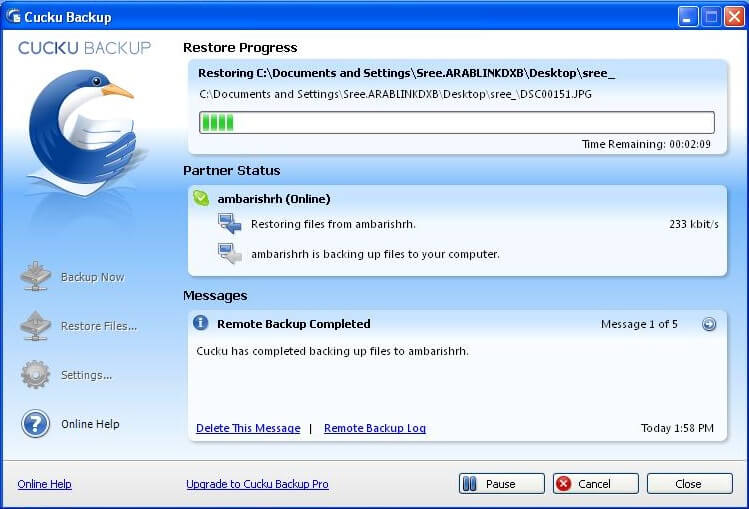 Cucku Backup
CUCKU BACKUP
Restore Progress
Restoring C:\Documents and Settings\Sree.ARABLINKDXB\Desktop\sree_
C:\Documents and Settings\Sree.ARABLINKDXB\Desktop\sree_\DSC00151.JPG
Time Remaining: 00:02:09
Partner Status
ambarishrh (Online)
Restoring files from ambarishrh. 233 kbit/s
ambarishrh is backing up files to your computer.
Backup Now
Restore Files...
Settings...
Online Help
Messages
Remote Backup Completed Message 1 of 5
Cucku has completed backing up files to ambarishrh.
Delete This Message | Remote Backup Log Today 1:58 PM
Online Help Upgrade to Cucku Backup Pro Pause Cancel Close